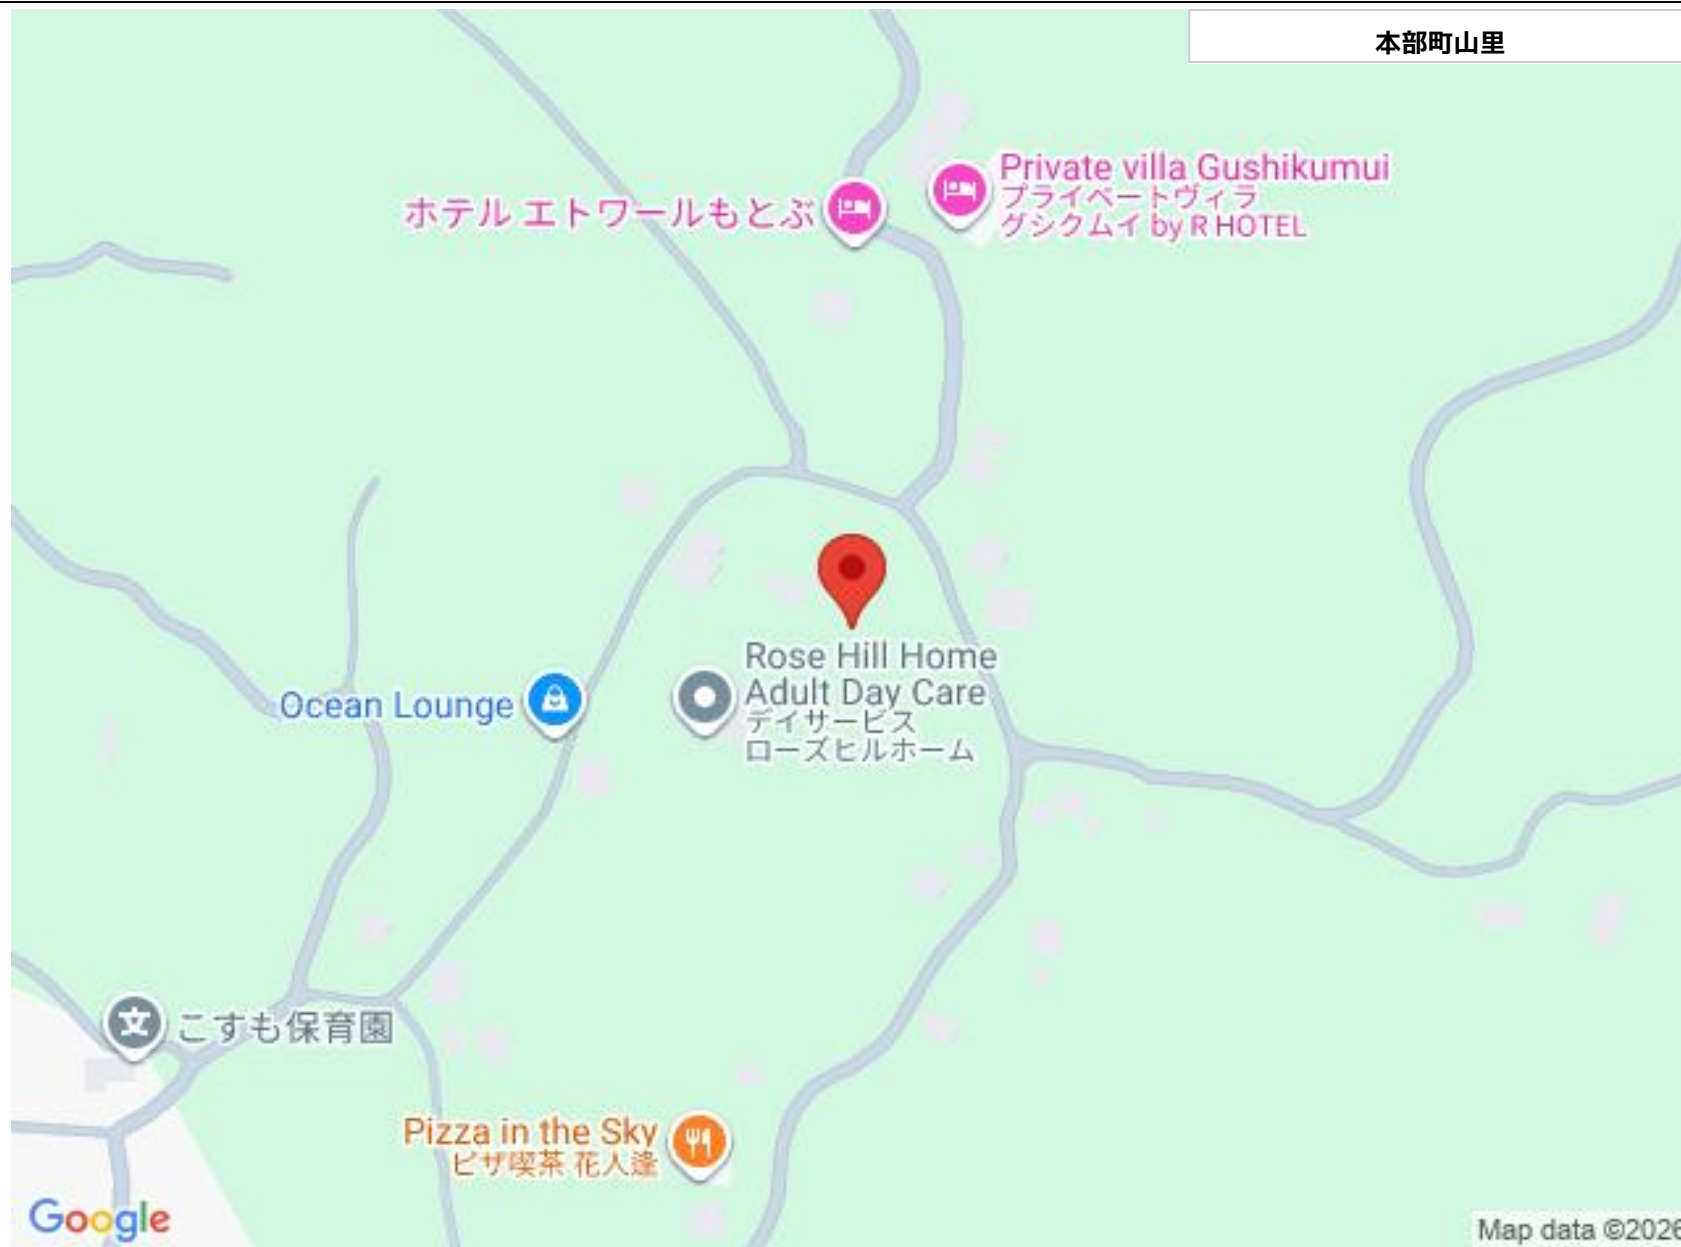 本部町山里
Private villa Gushikumui
プライベートヴィラ
グシクムイ by R HOTEL
ホテル エトワールもとぶ
Rose Hill Home
Adult Day Care
デイサービス
ローズヒルホーム
Ocean Lounge
文
こすも保育園
Pizza in the Sky
ピザ喫茶 花人逢
Google
Map data ©2026